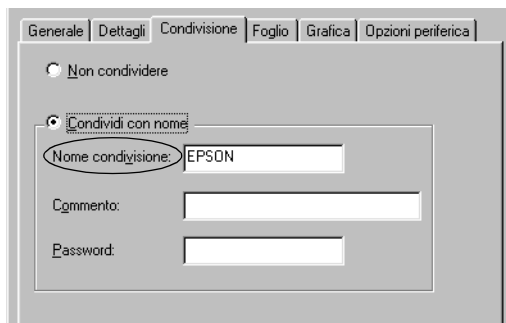 Generale Dettagli Condivisione Foglio Grafica Opzioni periferica
Non condividere
Condividi con nome
Nome condivisione: EPSON
Commento:
Password: